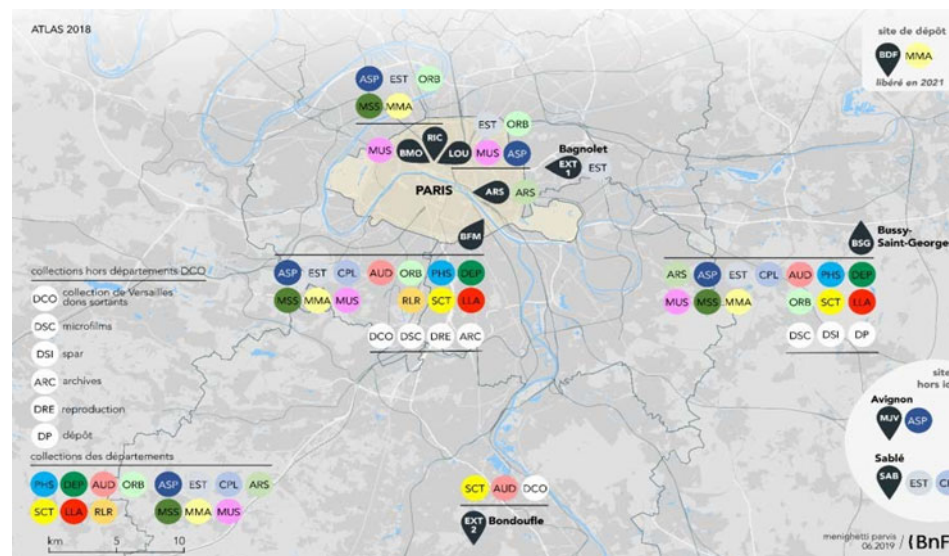 ATLAS 2018
site de dépôt
BDF MMA
libéré en 2021
ASP EST ORB
MSS MMA
EST ORB
MUS BMO RIC LOU MUS ASP
Bagnolet
EXT 1 EST
PARIS
ARS ARS
BFM
BSG
Bussy-
Saint-George
collections hors départements DCO
DCO collection de Versailles
dons sortants
DSC microfilms
DSI spar
ARC archives
DRE reproduction
DP dépôt
ASP EST CPL AUD ORB PHS DEP
MSS MMA MUS RLR SCT LLA
DCO DSC DRE ARC
ARS ASP EST CPL AUD PHS DEP
MUS MSS MMA ORB SCT LLA
DSC DSI DP
site
hors
Avignon
MJV ASP
Sablé
SAB EST
collections des départements
PHS DEP AUD ORB ASP EST CPL ARS
SCT LLA RLR MSS MMA MUS
km 5 10
SCT AUD DCO
EXT 2 Bondoufle
menighetti parvis
06.2019 / (BnF